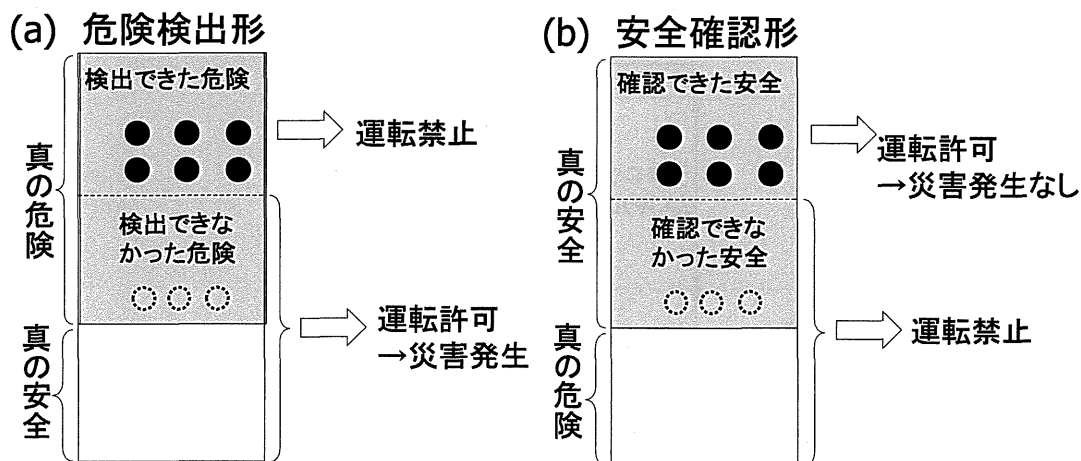 (a) 危険検出形
検出できた危険
運転禁止
真の危険
検出できな
かった危険
運転許可
→災害発生
真の安全
(b) 安全確認形
確認できた安全
運転許可
→災害発生なし
真の安全
確認できな
かった安全
運転禁止
真の危険